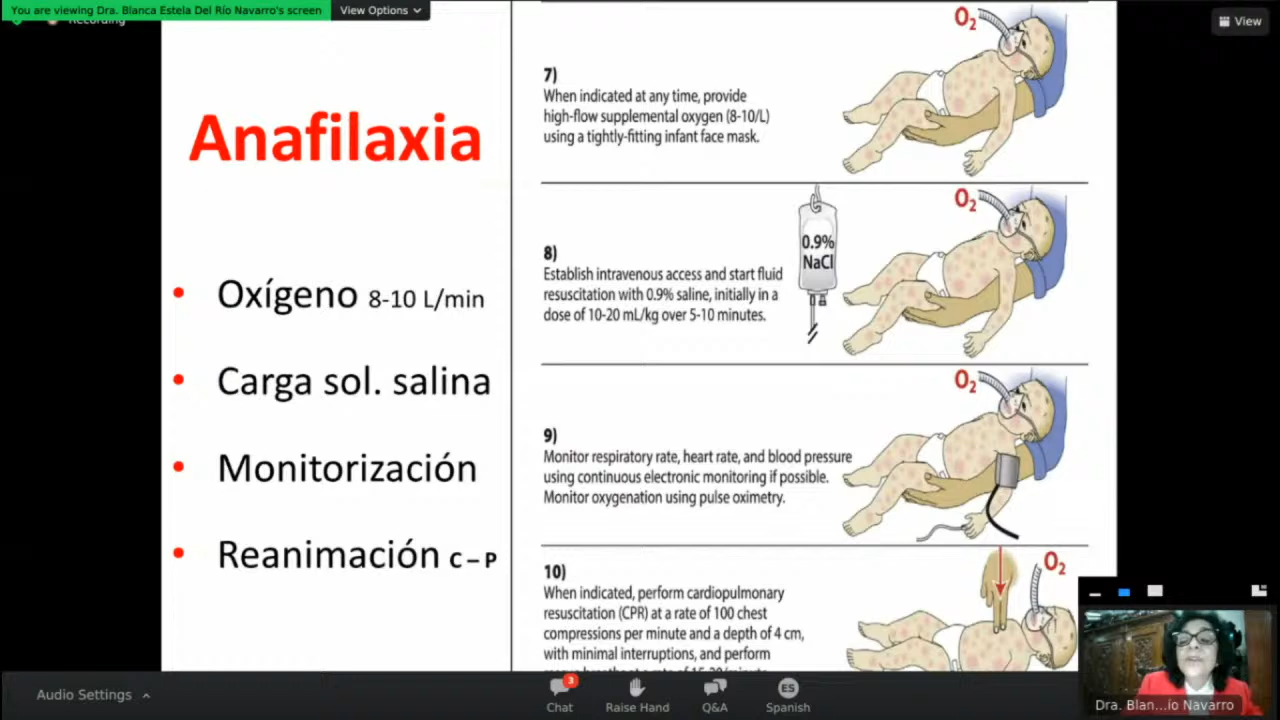 You are viewing Dra. Blanca Estela Del Río Navarro's screen
View Options
Recording
View
Anafilaxia
• Oxígeno 8-10 L/min
• Carga sol. salina
• Monitorización
• Reanimación C – P
O2
7)
When indicated at any time, provide
high-flow supplemental oxygen (8-10/L)
using a tightly-fitting infant face mask.
O2
0.9%
NaCl
8)
Establish intravenous access and start fluid
resuscitation with 0.9% saline, initially in a
dose of 10-20 mL/kg over 5-10 minutes.
O2
9)
Monitor respiratory rate, heart rate, and blood pressure
using continuous electronic monitoring if possible.
Monitor oxygenation using pulse oximetry.
O2
10)
When indicated, perform cardiopulmonary
resuscitation (CPR) at a rate of 100 chest
compressions per minute and a depth of 4 cm,
with minimal interruptions, and perform
Dra. Blan...ío Navarro
Audio Settings
3
Chat
Raise Hand
Q&A
ES
Spanish